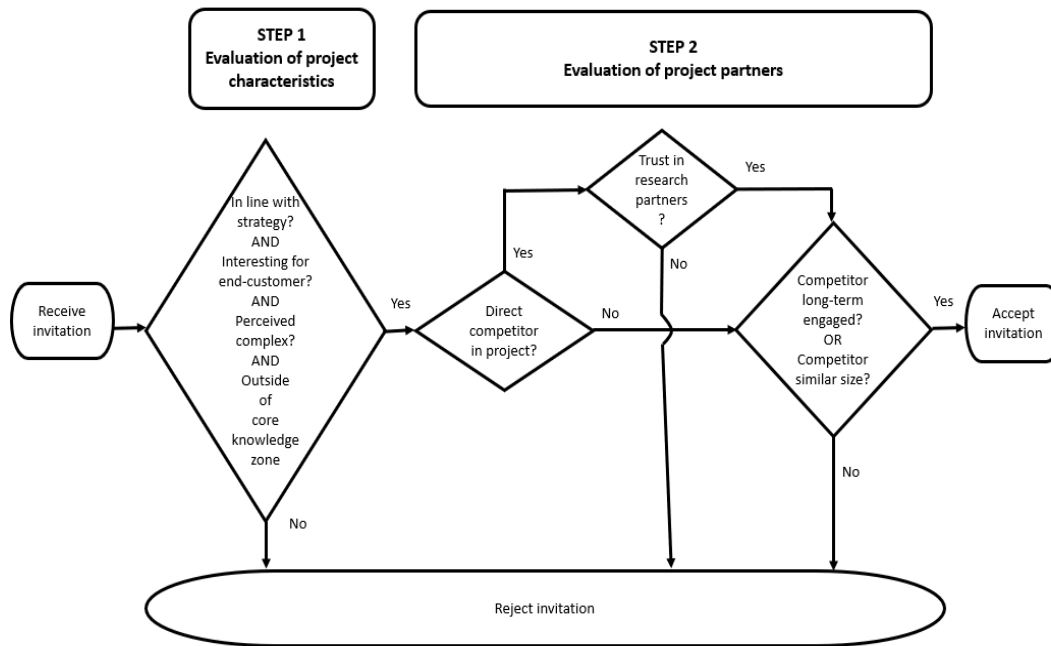 STEP 1
Evaluation of project
characteristics
STEP 2
Evaluation of project partners
Receive
invitation
In line with
strategy?
AND
Interesting for
end-customer?
AND
Perceived
complex?
AND
Outside
of
core
knowledge
zone
Yes
No
Direct
competitor
in project?
Yes
No
Trust in
research
partners
?
Yes
No
Competitor
long-term
engaged?
OR
Competitor
similar size?
Yes
No
Accept
invitation
Reject invitation